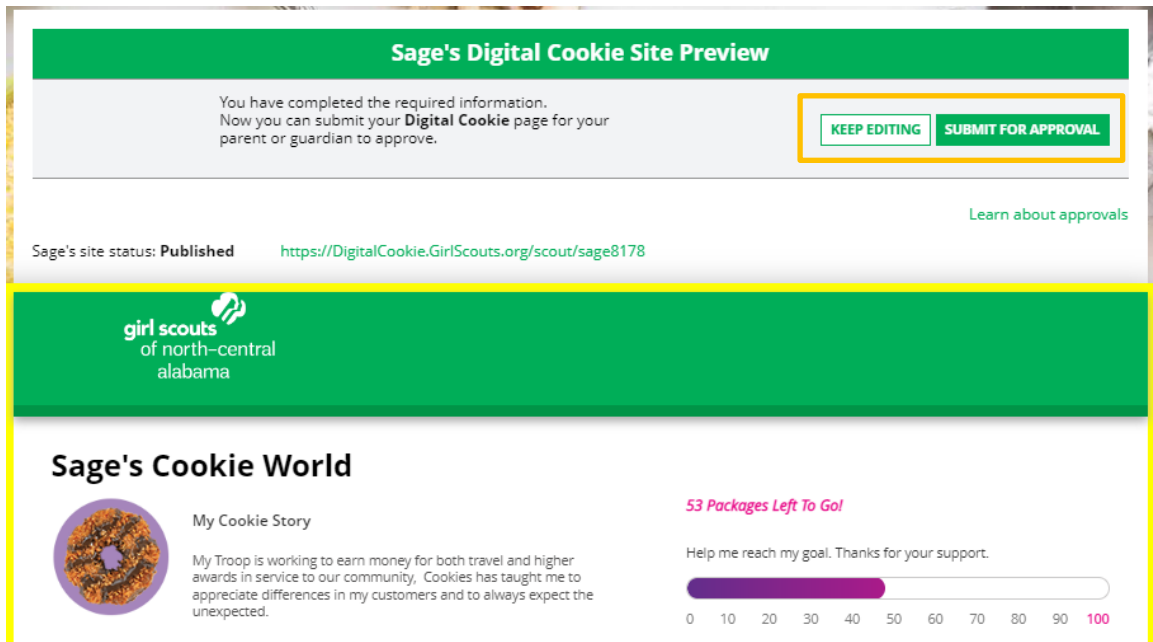 Sage's Digital Cookie Site Preview
You have completed the required information.
Now you can submit your Digital Cookie page for your
parent or guardian to approve.
KEEP EDITING
SUBMIT FOR APPROVAL
Learn about approvals
Sage's site status: Published
https://DigitalCookie.GirlScouts.org/scout/sage8178
girl scouts
of north-central
alabama
Sage's Cookie World
My Cookie Story
My Troop is working to earn money for both travel and higher
awards in service to our community, Cookies has taught me to
appreciate differences in my customers and to always expect the
unexpected.
53 Packages Left To Go!
Help me reach my goal. Thanks for your support.
0 10 20 30 40 50 60 70 80 90 100